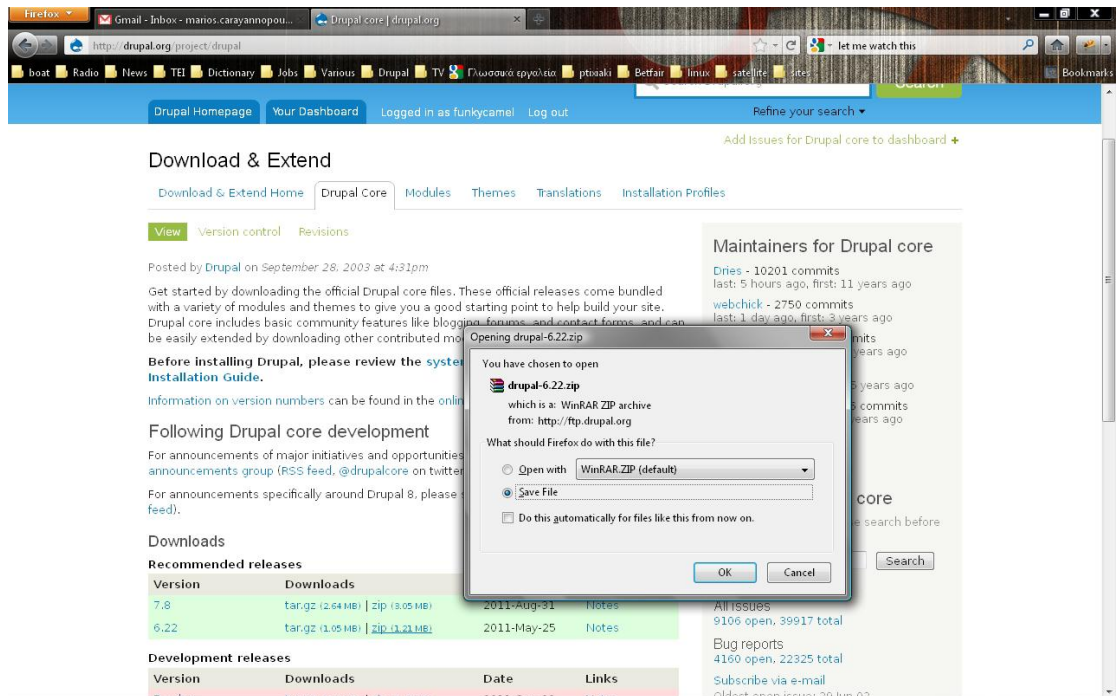 Firefox
Gmail - Inbox - marios.carayannopou...
Drupal core | drupal.org
http://drupal.org/project/drupal
let me watch this
boat Radio News TEI Dictionary Jobs Various Drupal TV Γλωσσικά εργαλεία ptixaki Betfair linux satellite sites
Bookmarks
Search
Drupal Homepage Your Dashboard Logged in as funkycamel Log out
Refine your search
Add Issues for Drupal core to dashboard +
Download & Extend
Download & Extend Home Drupal Core Modules Themes Translations Installation Profiles
View Version control Revisions
Posted by Drupal on September 28, 2003 at 4:31pm
Get started by downloading the official Drupal core files. These official releases come bundled
with a variety of modules and themes to give you a good starting point to help build your site.
Drupal core includes basic community features like blogging, forums, and contact forms, and can
be easily extended by downloading other contributed
Before installing Drupal, please review the
Installation Guide.
Information on version numbers can be found in the
Following Drupal core development
For announcements of major initiatives and opportunities
announcements group (RSS feed, @drupalcore on twitter
For announcements specifically around Drupal 8, please
feed).
Downloads
Recommended releases
Version Downloads
7.8 tar.gz (2.64 MB) | zip (3.05 MB) 2011-Aug-31 Notes
6.22 tar.gz (1.05 MB) | zip (1.21 MB) 2011-May-25 Notes
Development releases
Version Downloads Date Links
Opening drupal-6.22.zip
You have chosen to open
drupal-6.22.zip
which is a: WinRAR ZIP archive
from: http://ftp.drupal.org
What should Firefox do with this file?
Open with WinRAR.ZIP (default)
Save File
Do this automatically for files like this from now on.
OK Cancel
Maintainers for Drupal core
Dries - 10201 commits
last: 5 hours ago, first: 11 years ago
webchick - 2750 commits
last: 1 day ago, first: 3 years ago
years ago
years ago
commits
years ago
core
search before
Search
All issues
9106 open, 39917 total
Bug reports
4160 open, 22325 total
Subscribe via e-mail